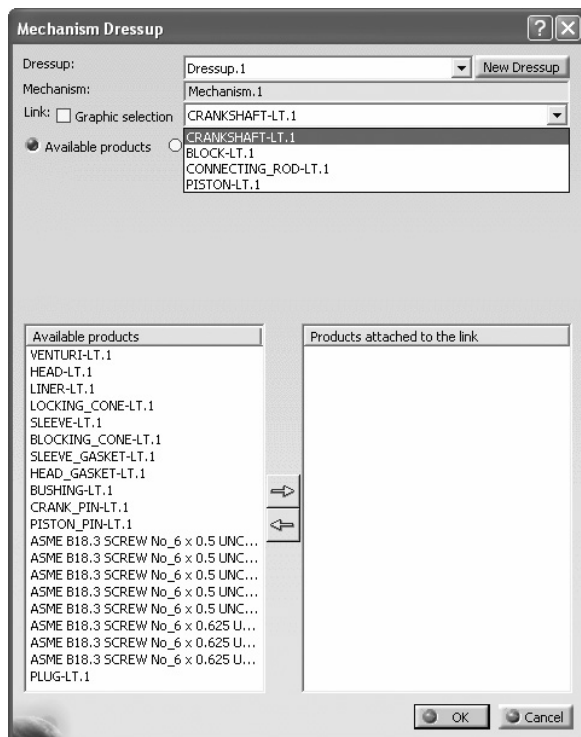 Mechanism Dressup
Dressup: Dressup.1 New Dressup
Mechanism: Mechanism.1
Link: Graphic selection CRANKSHAFT-LT.1
Available products
CRANKSHAFT-LT.1
BLOCK-LT.1
CONNECTING_ROD-LT.1
PISTON-LT.1
Available products
VENTURI-LT.1
HEAD-LT.1
LINER-LT.1
LOCKING_CONE-LT.1
SLEEVE-LT.1
BLOCKING_CONE-LT.1
SLEEVE_GASKET-LT.1
HEAD_GASKET-LT.1
BUSHING-LT.1
CRANK_PIN-LT.1
PISTON_PIN-LT.1
ASME B18.3 SCREW No_6 x 0.5 UNC...
ASME B18.3 SCREW No_6 x 0.5 UNC...
ASME B18.3 SCREW No_6 x 0.5 UNC...
ASME B18.3 SCREW No_6 x 0.5 UNC...
ASME B18.3 SCREW No_6 x 0.5 UNC...
ASME B18.3 SCREW No_6 x 0.625 U...
ASME B18.3 SCREW No_6 x 0.625 U...
ASME B18.3 SCREW No_6 x 0.625 U...
PLUG-LT.1
Products attached to the link
OK Cancel